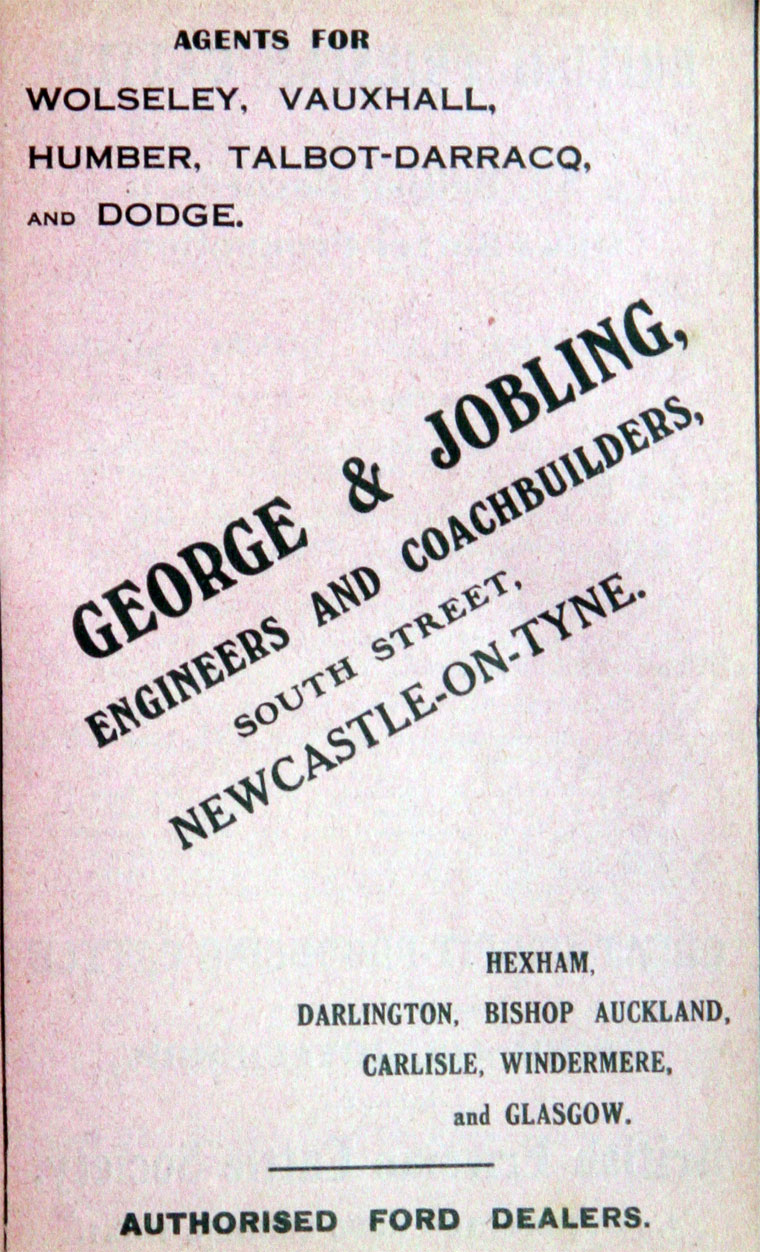 AGENTS FOR
WOLSELEY, VAUXHALL,
HUMBER, TALBOT-DARRACQ,
AND DODGE.
GEORGE & JOBLING,
ENGINEERS AND COACHBUILDERS,
SOUTH STREET,
NEWCASTLE-ON-TYNE.
HEXHAM,
DARLINGTON, BISHOP AUCKLAND,
CARLISLE, WINDERMERE,
and GLASGOW.
AUTHORISED FORD DEALERS.